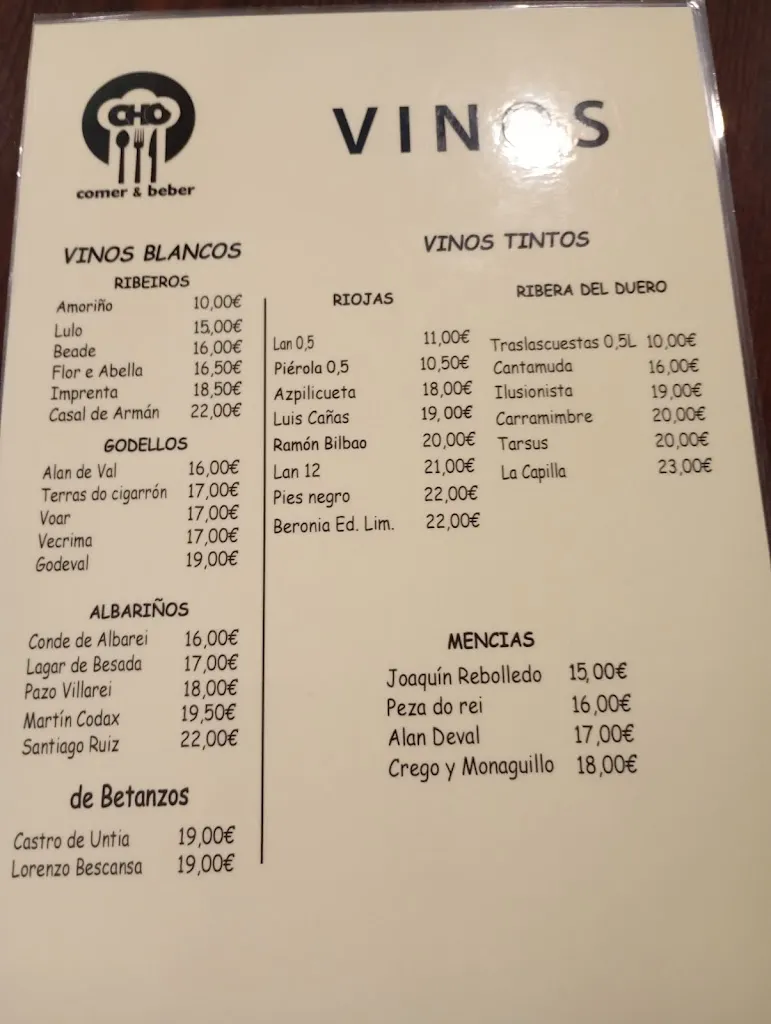 CHIO
comer & beber
VINOS
VINOS BLANCOS
RIBEIROS
Amoriño 10,00€
Lulo 15,00€
Beade 16,00€
Flor e Abella 16,50€
Imprenta 18,50€
Casal de Armán 22,00€
GODELLOS
Alan de Val 16,00€
Terras do cigarrón 17,00€
Voar 17,00€
Vecrima 17,00€
Godeval 19,00€
ALBARIÑOS
Conde de Albarei 16,00€
Lagar de Besada 17,00€
Pazo Villarei 18,00€
Martín Codax 19,50€
Santiago Ruiz 22,00€
de Betanzos
Castro de Untia 19,00€
Lorenzo Bescansa 19,00€
VINOS TINTOS
RIOJAS
Lan 0,5 11,00€
Piérola 0,5 10,50€
Azpilicueta 18,00€
Luis Cañas 19,00€
Ramón Bilbao 20,00€
Lan 12 21,00€
Pies negro 22,00€
Beronia Ed. Lim. 22,00€
RIBERA DEL DUERO
Traslascuestas 0,5L 10,00€
Cantamuda 16,00€
Ilusionista 19,00€
Carramimbre 20,00€
Tarsus 20,00€
La Capilla 23,00€
MENCIAS
Joaquín Rebolledo 15,00€
Peza do rei 16,00€
Alan Deval 17,00€
Crego y Monaguillo 18,00€